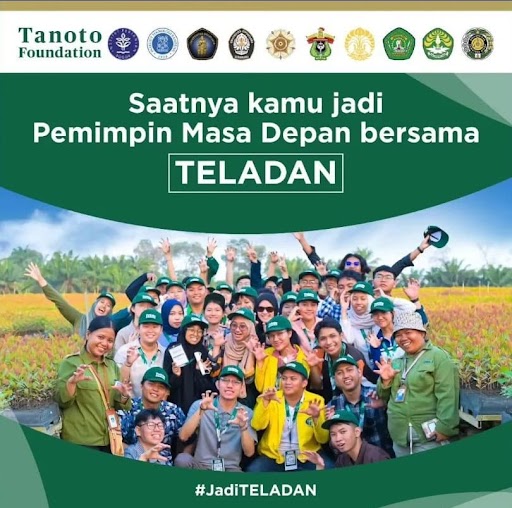 Tanoto
Foundation
Saatnya kamu jadi
Pemimpin Masa Depan bersama
TELADAN
#JadiTELADAN